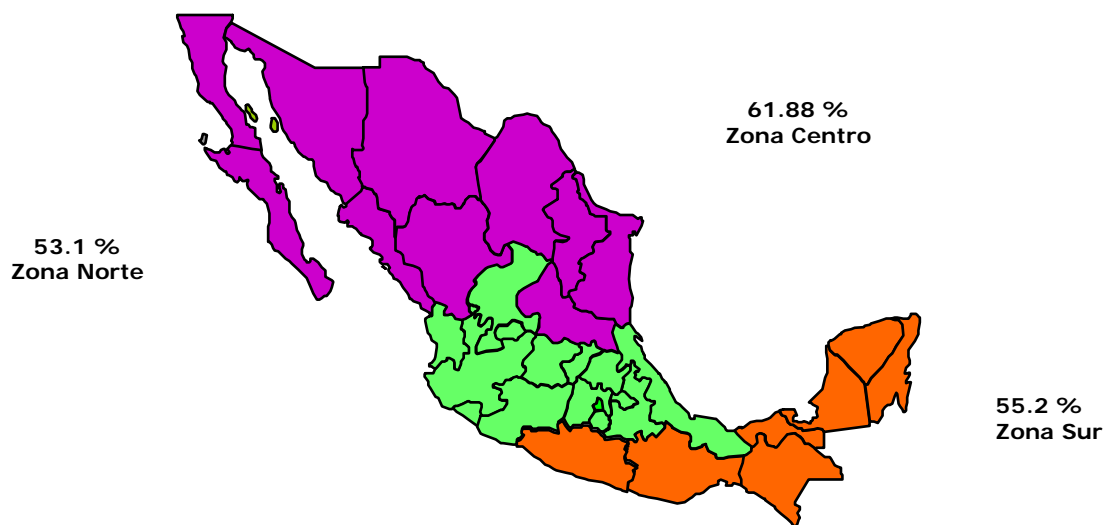 61.88 %
Zona Centro
53.1 %
Zona Norte
55.2 %
Zona Sur